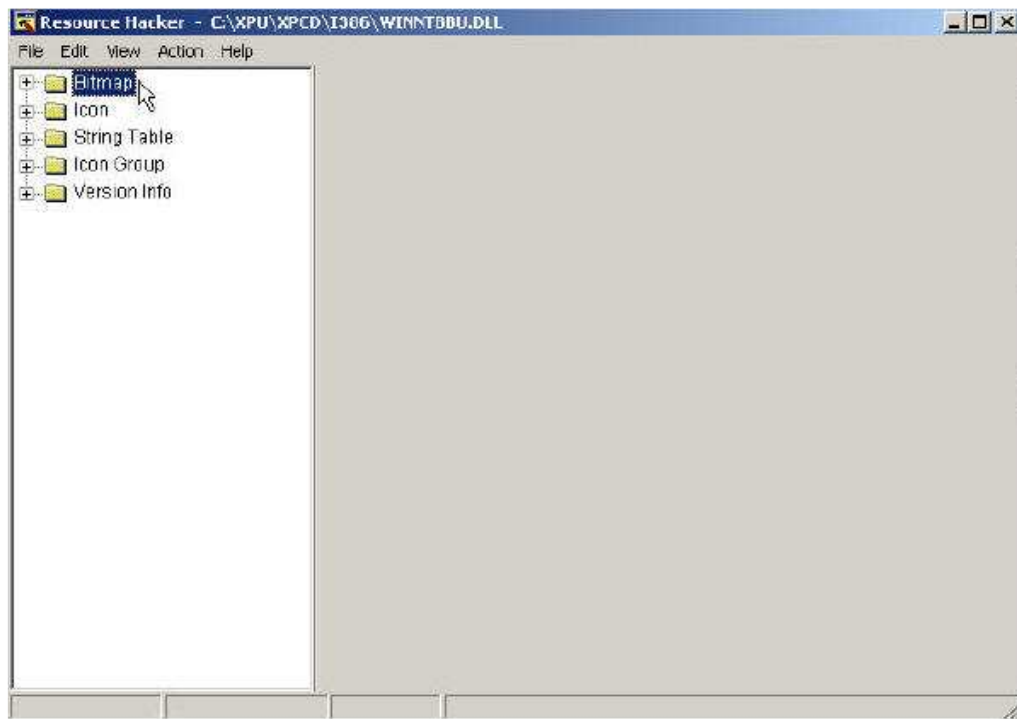 Resource Hacker - C:\XPU\XPCD\I386\WINNTBBU.DLL
File Edit View Action Help
Bitmap
Icon
String Table
Icon Group
Version Info